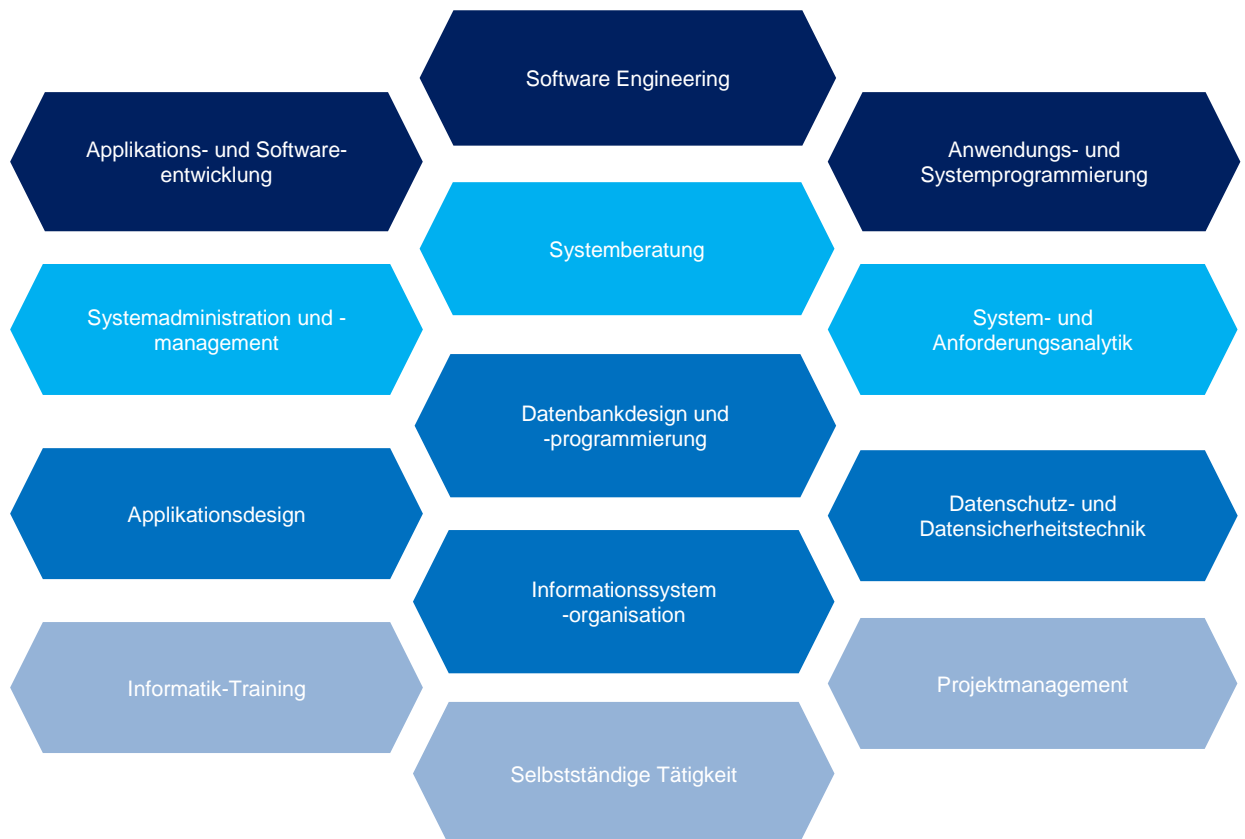 Software Engineering
Applikations- und Software-
entwicklung
Anwendungs- und
Systemprogrammierung
Systemberatung
Systemadministration und -
management
System- und
Anforderungsanalytik
Datenbankdesign und
-programmierung
Applikationsdesign
Datenschutz- und
Datensicherheitstechnik
Informationssystem
-organisation
Informatik-Training
Projektmanagement
Selbstständige Tätigkeit